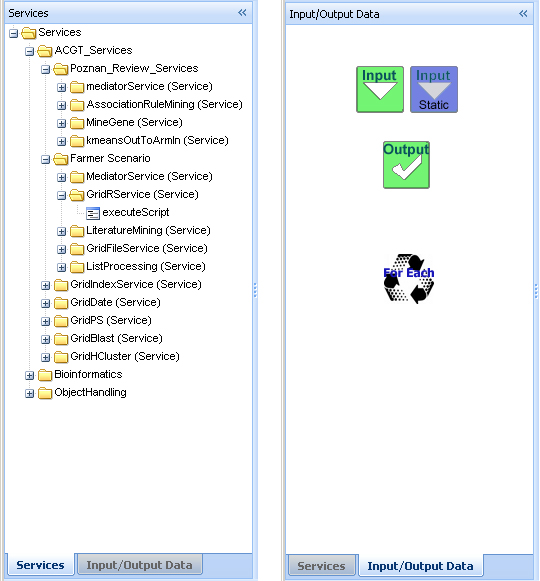 Services
Services
ACGT_Services
Poznan_Review_Services
mediatorService (Service)
AssociationRuleMining (Service)
MineGene (Service)
kmeansOutToArmIn (Service)
Farmer Scenario
MediatorService (Service)
GridRService (Service)
executeScript
LiteratureMining (Service)
GridFileService (Service)
ListProcessing (Service)
GridIndexService (Service)
GridDate (Service)
GridPS (Service)
GridBlast (Service)
GridHCluster (Service)
Bioinformatics
ObjectHandling
Services Input/Output Data
Input/Output Data
Input Input
Static
Output
For Each
Services Input/Output Data